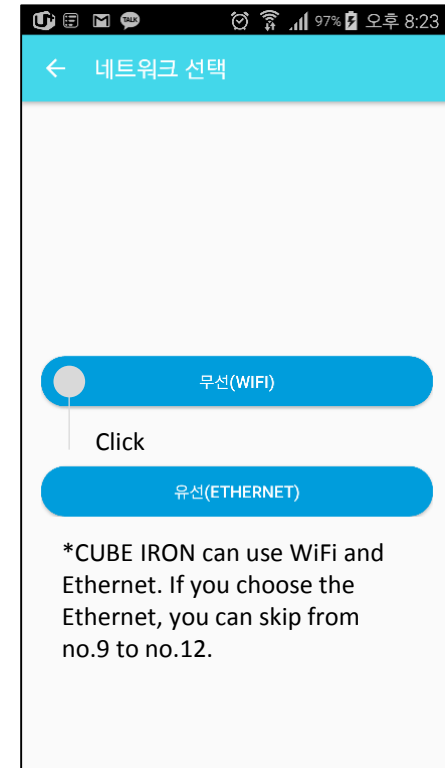 TALK 97% 오후 8:23
네트워크 선택
무선(WIFI)
Click
유선(ETHERNET)
*CUBE IRON can use WiFi and
Ethernet. If you choose the
Ethernet, you can skip from
no.9 to no.12.